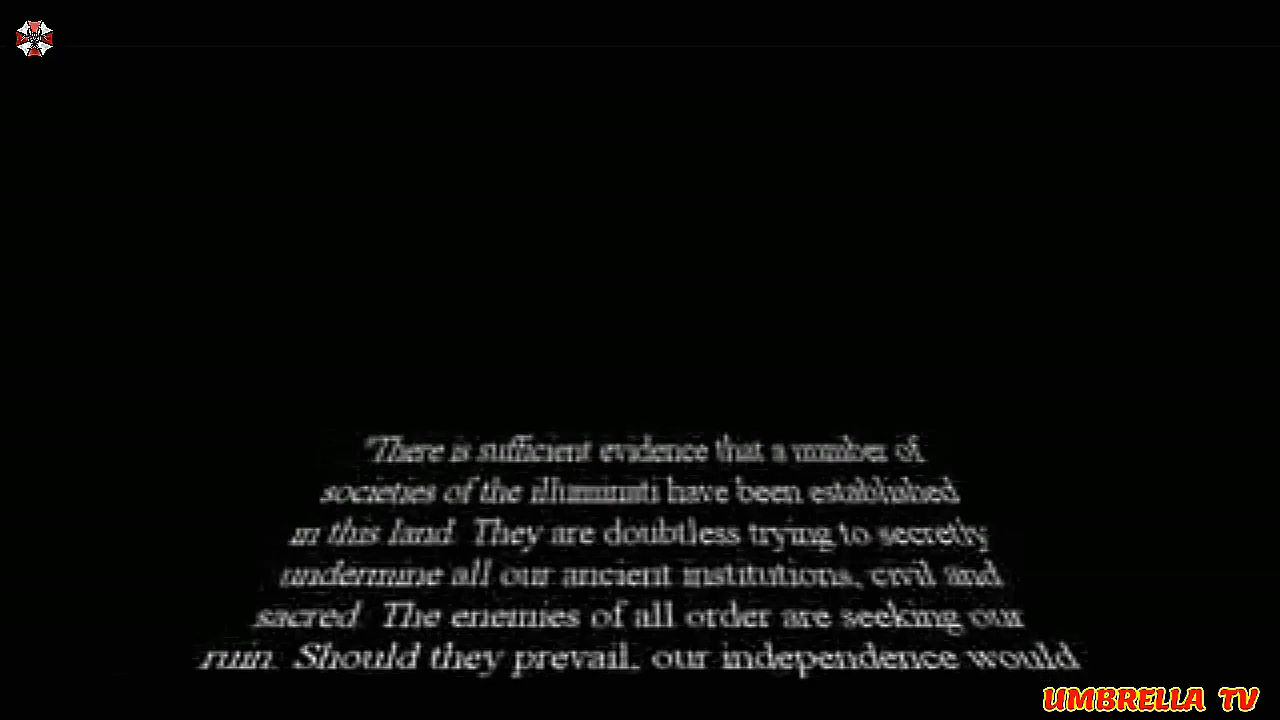 "There is sufficient evidence that a number of
societies of the illuminati have been established
in this land. They are doubtless trying to secretly
undermine all our ancient institutions, civil and
sacred. The enemies of all order are seeking our
ruin. Should they prevail, our independence would
UMBRELLA TV